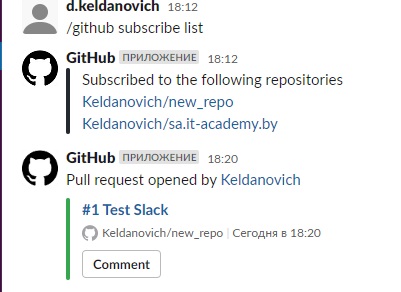 d.keldanovich 18:12
/github subscribe list
GitHub ПРИЛОЖЕНИЕ 18:12
Subscribed to the following repositories
Keldanovich/new_repo
Keldanovich/sa.it-academy.by
GitHub ПРИЛОЖЕНИЕ 18:20
Pull request opened by Keldanovich
#1 Test Slack
Keldanovich/new_repo | Сегодня в 18:20
Comment